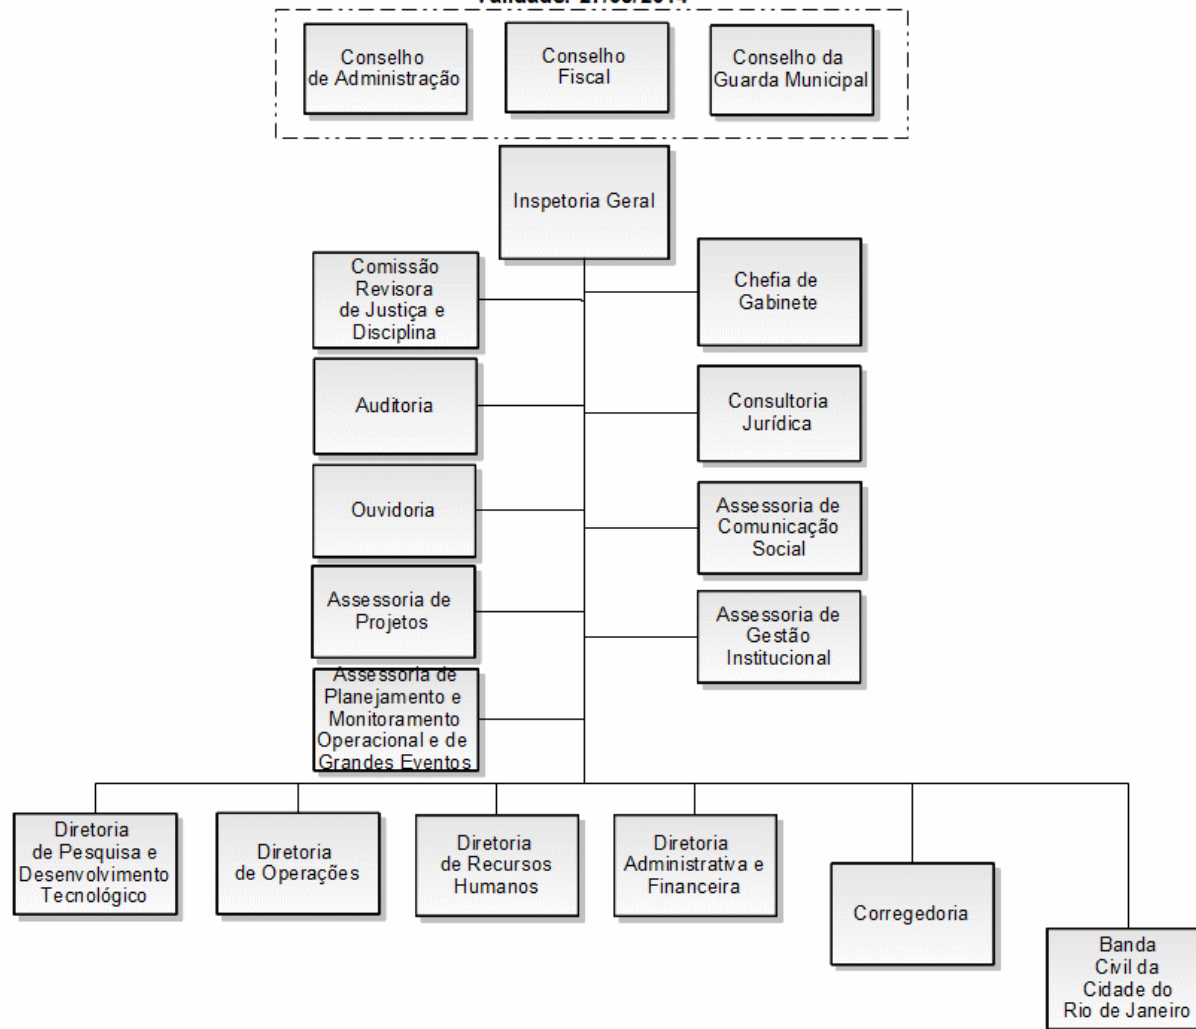 Conselho
de Administração
Conselho
Fiscal
Conselho da
Guarda Municipal
Inspetoria Geral
Comissão
Revisora
de Justiça e
Disciplina
Chefia de
Gabinete
Auditoria
Consultoria
Jurídica
Ouvidoria
Assessoria de
Comunicação
Social
Assessoria de
Projetos
Assessoria de
Gestão
Institucional
Assessoria de
Planejamento e
Monitoramento
Operacional e de
Grandes Eventos
Diretoria
de Pesquisa e
Desenvolvimento
Tecnológico
Diretoria
de Operações
Diretoria
de Recursos
Humanos
Diretoria
Administrativa e
Financeira
Corregedoria
Banda
Civil da
Cidade do
Rio de Janeiro